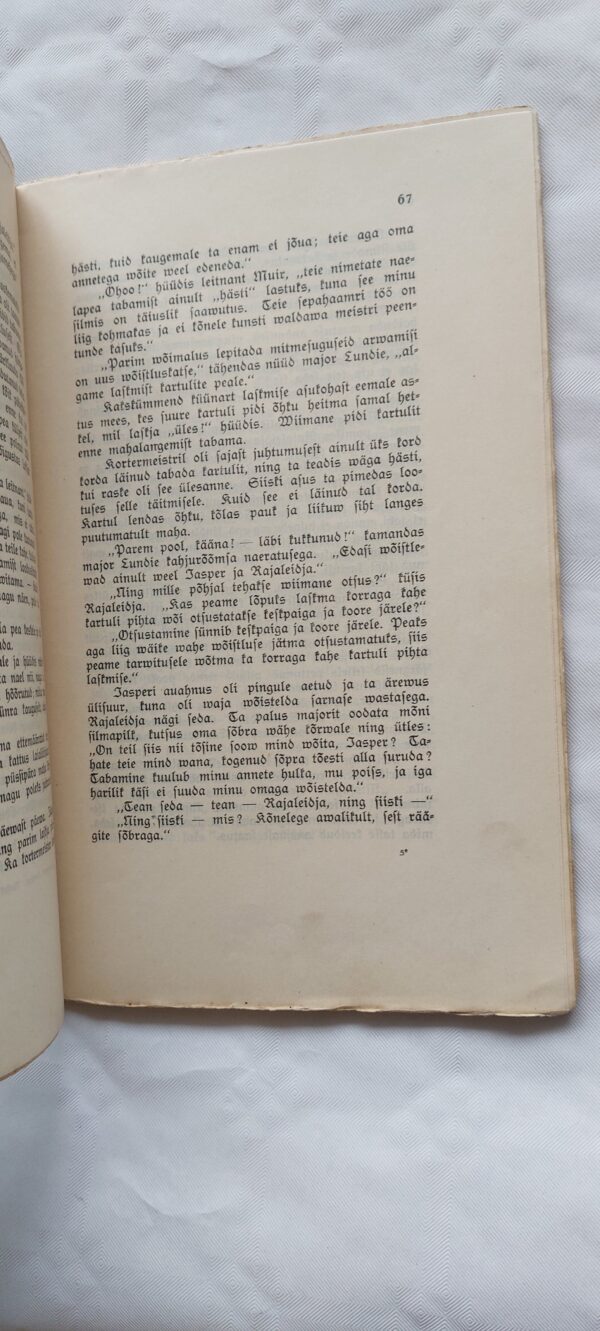 67
hästi, kuid kaugemale ta enam ei jõua; teie aga oma
annetega wõite weel edeneda.“
„Ohoo!“ hüüdis leitnant Muir, „teie nimetate nae-
lapea tabamist ainult „hästi“ lastuks, kuna see minu
silmis on täiuslik saawutus. Teie sepahaamri töö on
liig kohmakas ja ei kõnele kunsti waldawa meistri peen-
tunde kasuks.“
„Parim wõimalus lepitada mitmesuguseid arwamisi
on uus wõistluskatse,“ tähendas nüüd major Lundie, „al-
game laskmist kartulite peale.“
Kakskümmend küünart laskmise asukohast eemale as-
tus mees, kes suure kartuli pidi õhku heitma samal het-
kel, mil laskja „üles!“ hüüdis. Wiimane pidi kartulit
enne mahalangemist tabama.
Kortermeistril oli sajast juhtumusest ainult üks kord
korda läinud tabada kartulit, ning ta teadis wäga hästi,
kui raske oli see ülesanne. Siiski asus ta pimedas loo-
tuses selle täitmisele. Kuid see ei läinud tal korda.
Kartul lendas õhku, kõlas pauk ja liikuw siht langes
puutumatult maha.
„Parem pool, kääna! — läbi kukkunud!“ kamandas
major Lundie kahjurõõmsa naeratusega. „Edasi wõistle-
wad ainult weel Jasper ja Rajaleidja.“
„Ning mille põhjal tehakse wiimane otsus?“ küsis
Rajaleidja. „Kas peame lõpuks laskma korraga kahe
kartuli pihta wõi otsustatakse keskpaiga ja koore järele?“
„Otsustamine sünnib keskpaiga ja koore järele. Peaks
aga liig wäike wahe wõistluse jätma otsustamatuks, siis
peame tarwitusele wõtma ka korraga kahe kartuli pihta
laskmise.“
Jasperi auahnus oli pingule aetud ja ta ärewus
ülisuur, kuna oli waja wõistelda sarnase wastasega.
Rajaleidja nägi seda. Ta palus majorit oodata mõni
silmapilk, kutsus oma sõbra wähe kõrwale ning ütles:
„On teil siis nii tõsine soow mind wõita, Jasper? Ta-
hate teie mind wana, kogenud sõpra tõesti alla suruda?
Tabamine kuulub minu annete hulka, mu poiss, ja iga
harilik käsi ei suuda minu omaga wõistelda.“
„Tean seda — tean — Rajaleidja, ning siiski —“
„Ning siiski — mis? Kõnelege awalikult, sest rää-
gite sõbraga.“
5*